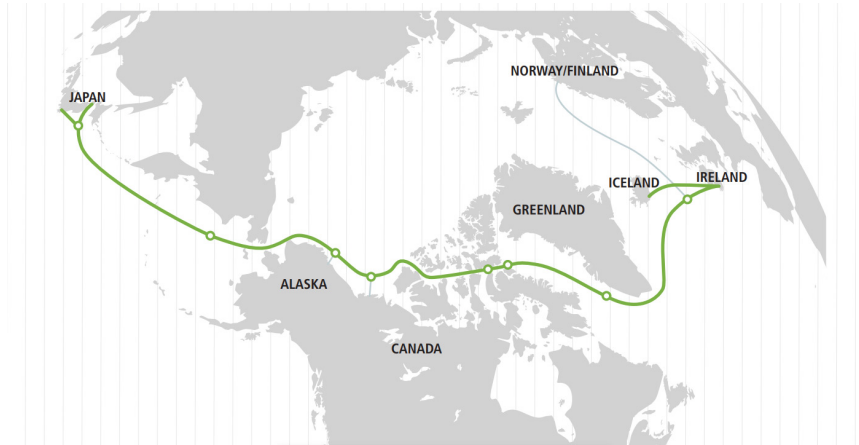 NORWAY/FINLAND
JAPAN
ICELAND
IRELAND
GREENLAND
ALASKA
CANADA